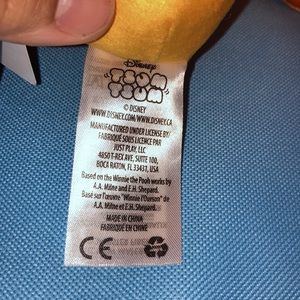 Disney
TSUM
TSUM
© DISNEY
WWW.DISNEY.COM/WWW.DISNEY.CA
MANUFACTURED UNDER LICENSE BY/
FABRIQUÉ SOUS LICENCE PAR
JUST PLAY, LLC
4850 T-REX AVE, SUITE 100,
BOCA RATON, FL 33431, USA
Based on the "Winnie the Pooh" works by
A.A. Milne and E.H. Shepard.
Basé sur l'œuvre "Winnie l'Ourson" de
A.A. Milne et E.H. Shepard.
MADE IN CHINA
FABRIQUÉ EN CHINE
CE